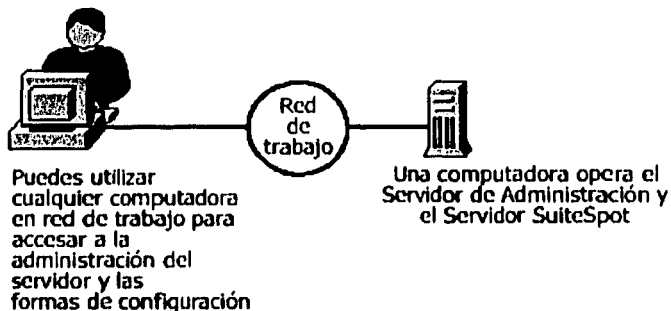 Red
de
trabajo
Puedes utilizar
cualquier computadora
en red de trabajo para
accesar a la
administración del
servidor y las
formas de configuración
Una computadora opera el
Servidor de Administración y
el Servidor SuiteSpot